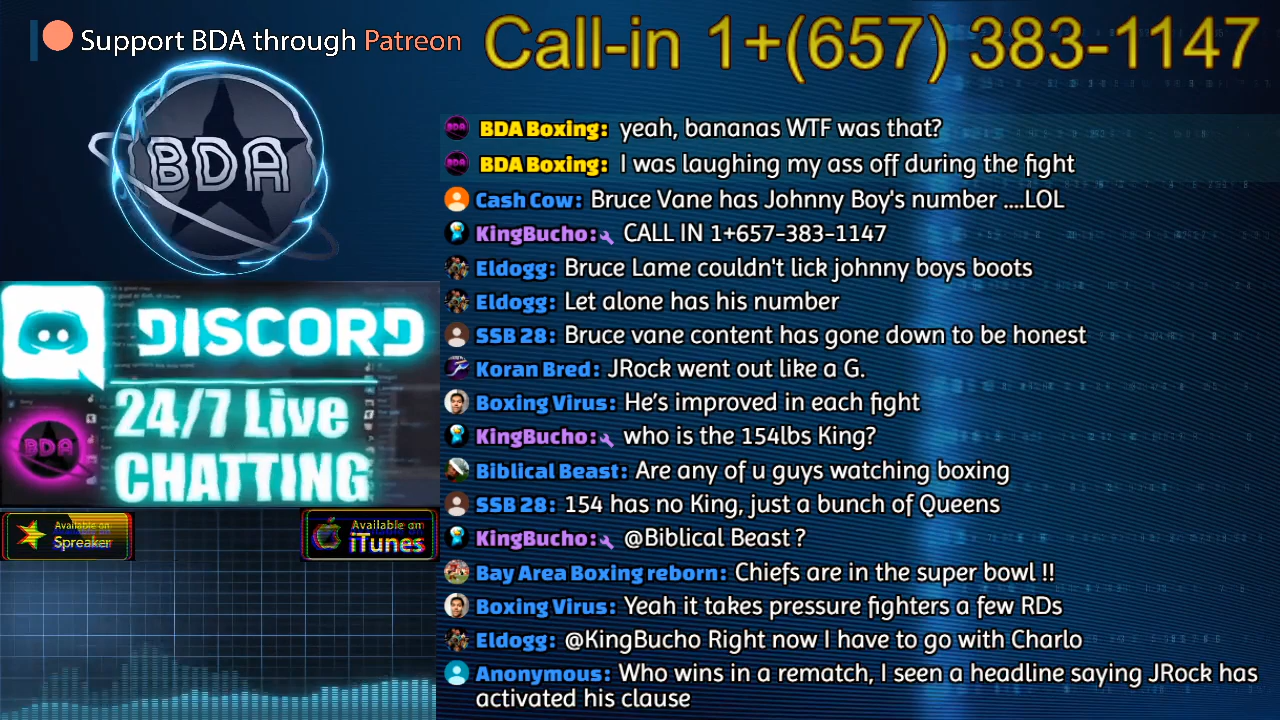 Support BDA through Patreon
Call-in 1+(657) 383-1147
BDA
BDA Boxing: yeah, bananas WTF was that?
BDA Boxing: I was laughing my ass off during the fight
Cash Cow: Bruce Vane has Johnny Boy's number ....LOL
KingBucho: CALL IN 1+657-383-1147
Eldogg: Bruce Lame couldn't lick johnny boys boots
Eldogg: Let alone has his number
SSB 28: Bruce vane content has gone down to be honest
Koran Bred: JRock went out like a G.
Boxing Virus: He's improved in each fight
KingBucho: who is the 154lbs King?
Biblical Beast: Are any of u guys watching boxing
SSB 28: 154 has no King, just a bunch of Queens
KingBucho: @Biblical Beast ?
Bay Area Boxing reborn: Chiefs are in the super bowl !!
Boxing Virus: Yeah it takes pressure fighters a few RDs
Eldogg: @KingBucho Right now I have to go with Charlo
Anonymous: Who wins in a rematch, I seen a headline saying JRock has
activated his clause
DISCORD
24/7 Live
CHATTING
BDA
Available on
Spreaker
Available on
iTunes